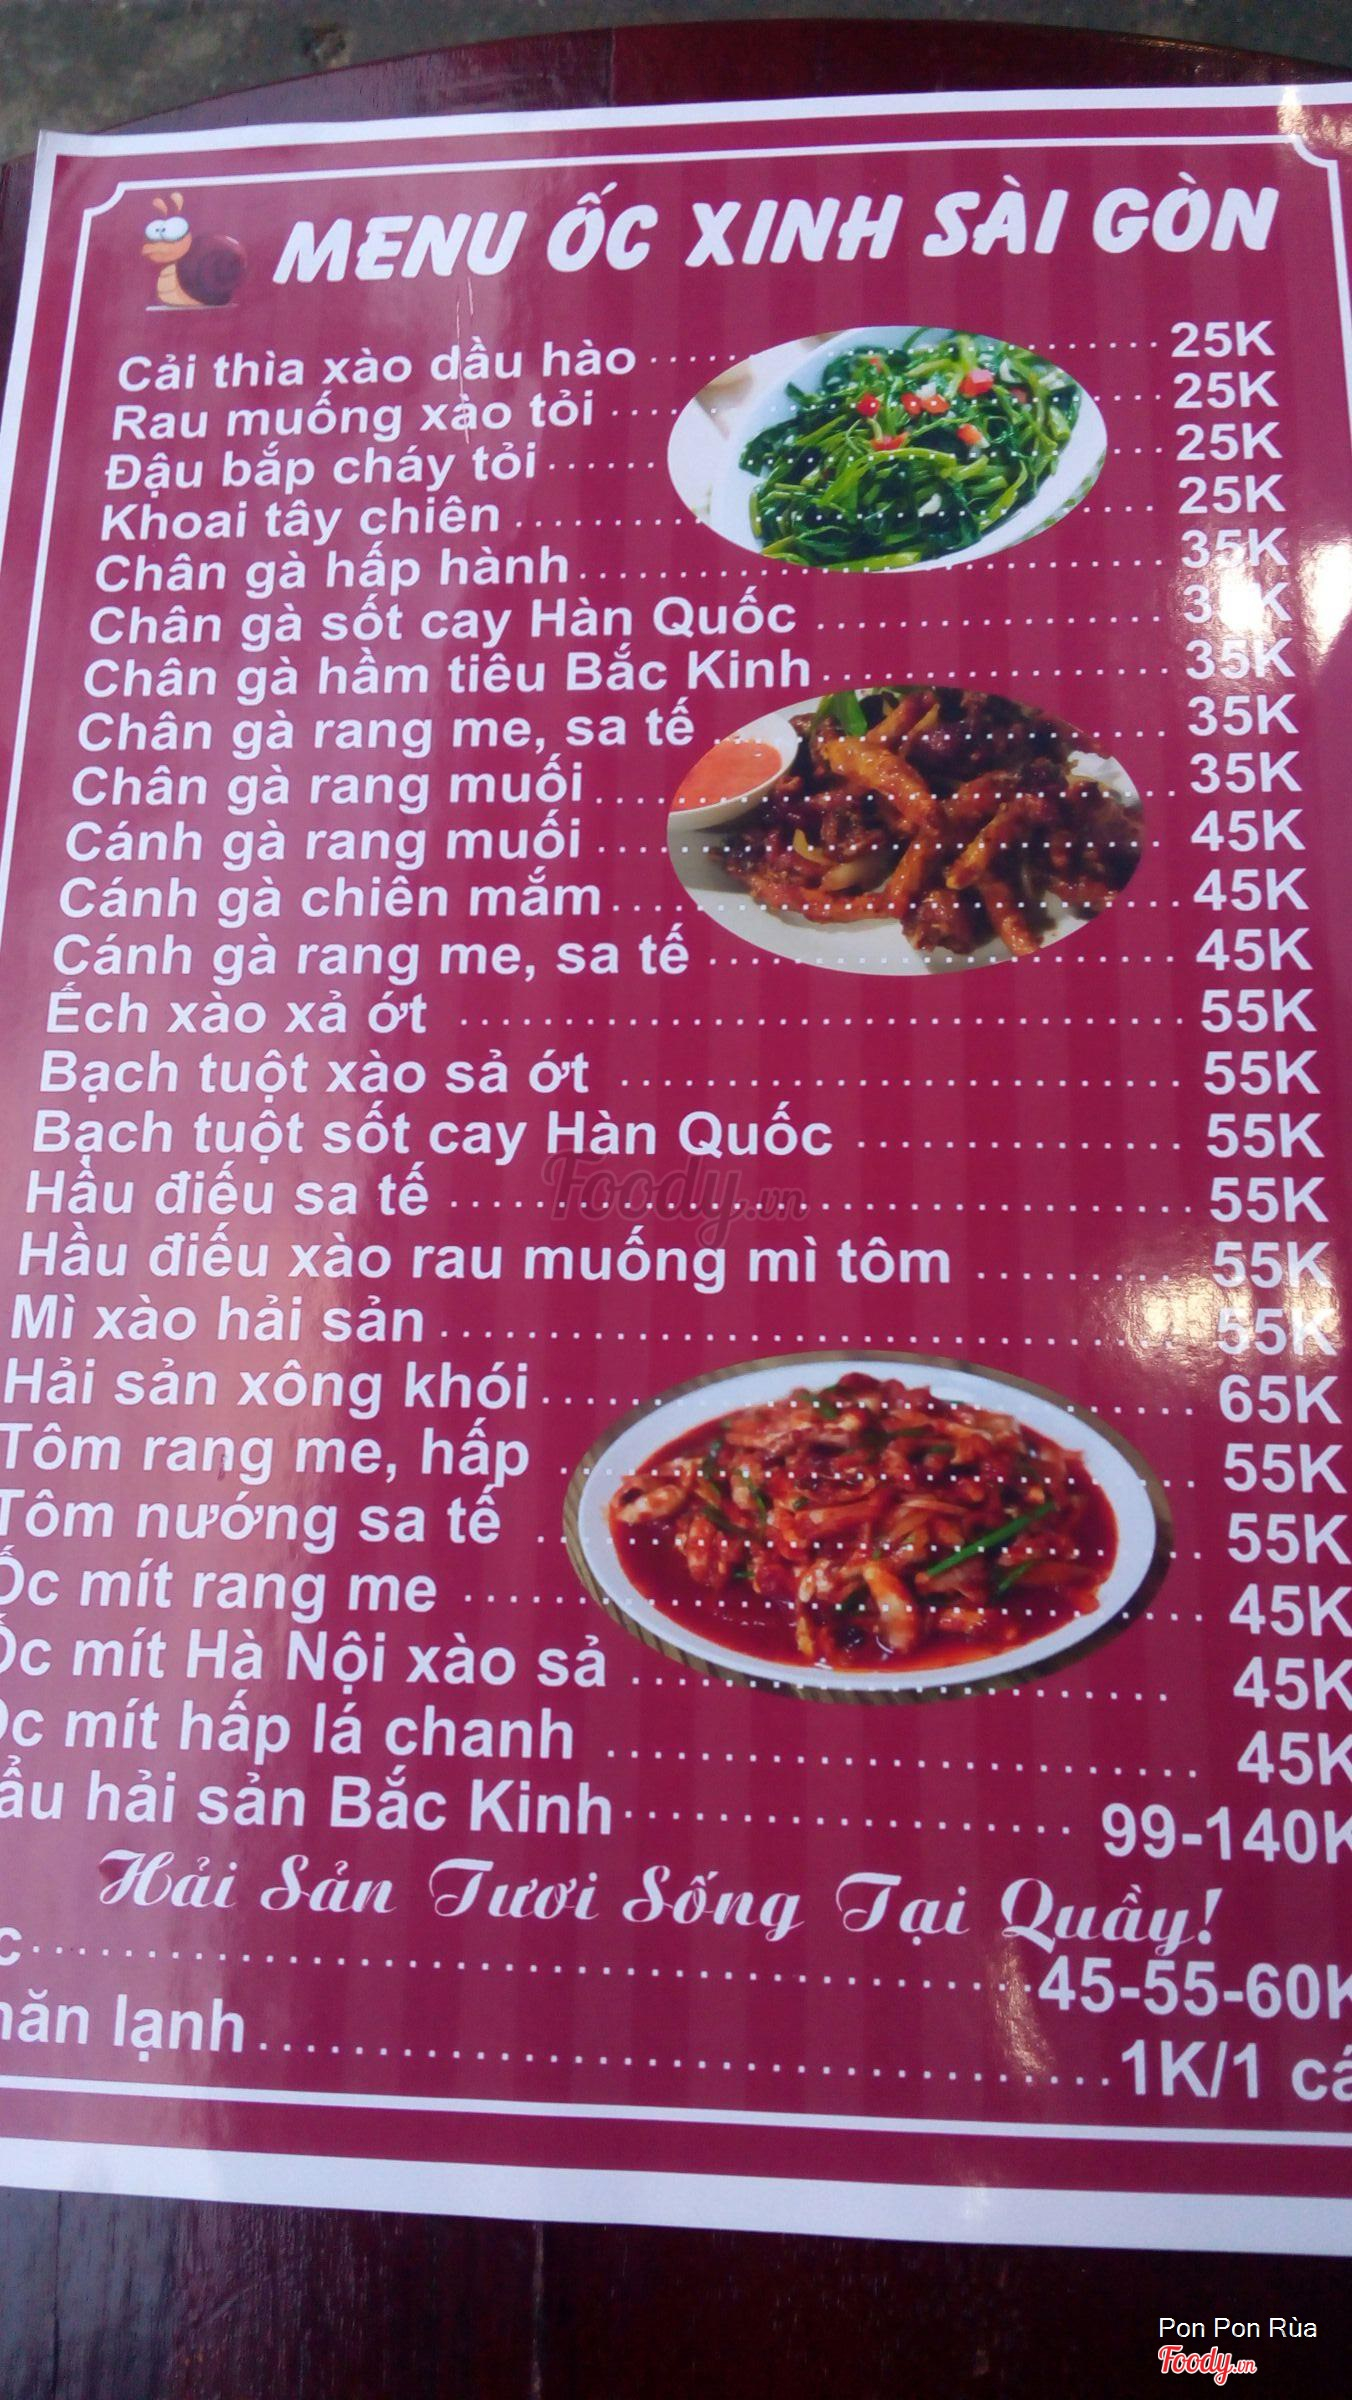 MENU ỐC XINH SÀI GÒN
Cải thìa xào dầu hào 25K
Rau muống xào tỏi 25K
Đậu bắp cháy tỏi 25K
Khoai tây chiên 25K
Chân gà hấp hành 35K
Chân gà sốt cay Hàn Quốc
Chân gà hầm tiêu Bắc Kinh 35K
Chân gà rang me, sa tế 35K
Chân gà rang muối 35K
Cánh gà rang muối 45K
Cánh gà chiên mắm 45K
Cánh gà rang me, sa tế 45K
Ếch xào xả ớt 55K
Bạch tuột xào sả ớt 55K
Bạch tuột sốt cay Hàn Quốc 55K
Hầu điếu sa tế 55K
Hầu điếu xào rau muống mì tôm 55K
Mì xào hải sản 55K
Hải sản xông khói 65K
Tôm rang me, hấp 55K
Tôm nướng sa tế 55K
Ốc mít rang me 45K
Ốc mít Hà Nội xào sả 45K
Ốc mít hấp lá chanh 45K
hải sản Bắc Kinh 99-140K
Hải Sản Tươi Sống Tại Quầy!
45-55-60K
lạnh 1K/1
Foody.vn
Pon Pon Rùa
Foody.vn